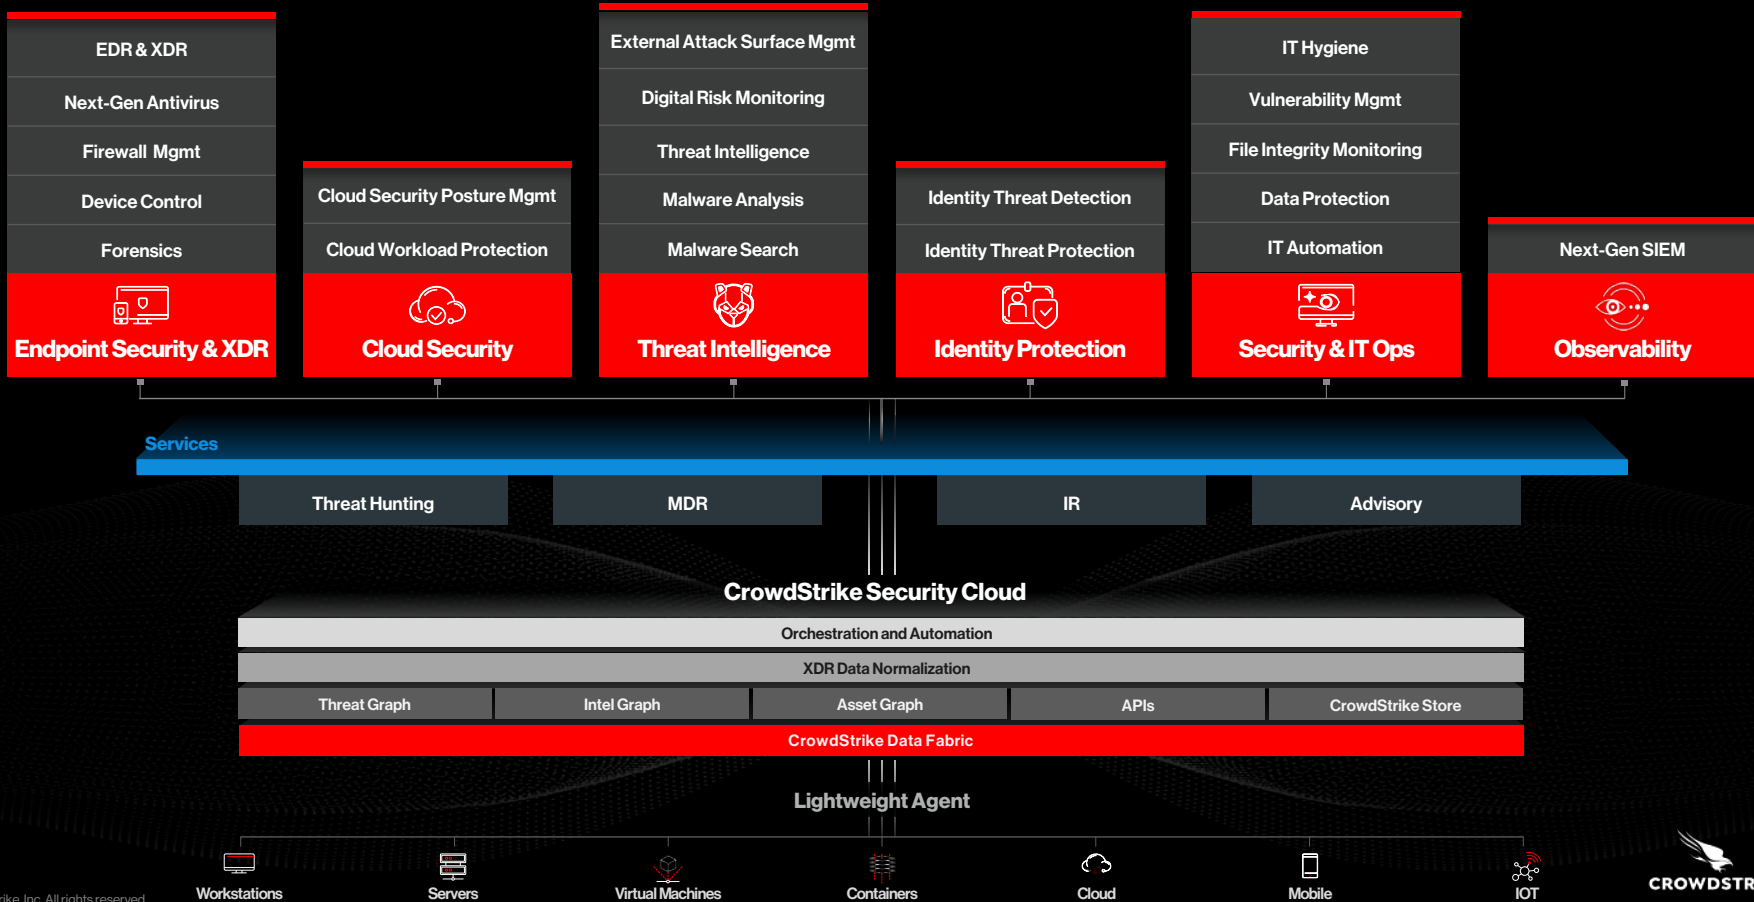 EDR & XDR
Next-Gen Antivirus
Firewall Mgmt
Device Control
Forensics
Endpoint Security & XDR
Cloud Security Posture Mgmt
Cloud Workload Protection
Cloud Security
External Attack Surface Mgmt
Digital Risk Monitoring
Threat Intelligence
Malware Analysis
Malware Search
Threat Intelligence
Identity Threat Detection
Identity Threat Protection
Identity Protection
IT Hygiene
Vulnerability Mgmt
File Integrity Monitoring
Data Protection
IT Automation
Security & IT Ops
Next-Gen SIEM
Observability
Services
Threat Hunting
MDR
IR
Advisory
CrowdStrike Security Cloud
Orchestration and Automation
XDR Data Normalization
Threat Graph
Intel Graph
Asset Graph
APIs
CrowdStrike Store
CrowdStrike Data Fabric
Lightweight Agent
Workstations
Servers
Virtual Machines
Containers
Cloud
Mobile
IOT
CROWDSTR
rike, Inc. All rights reserved.